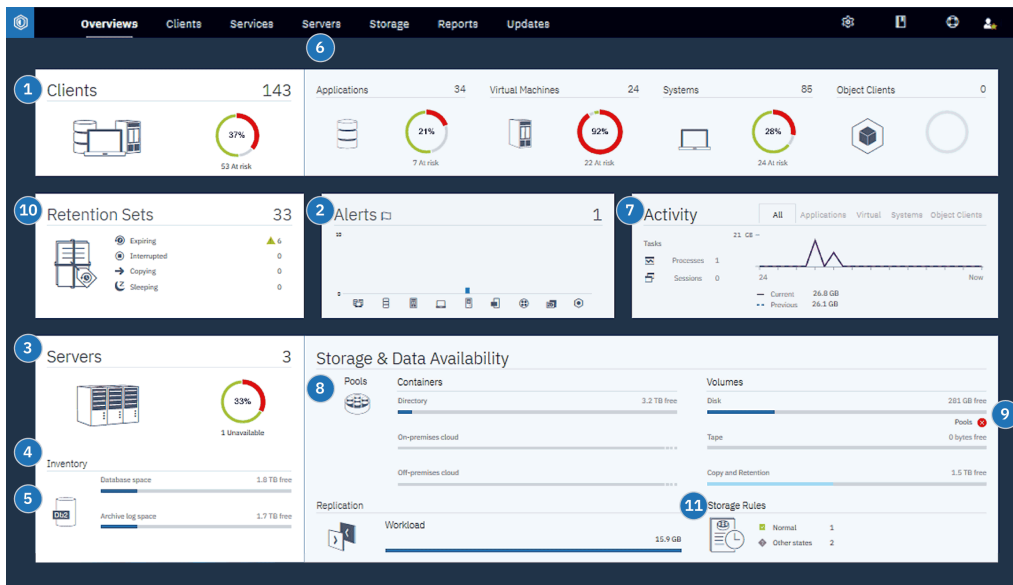 Overviews Clients Services Servers Storage Reports Updates
6
1 Clients 143
37%
53 At risk
Applications 34
21%
7 At risk
Virtual Machines 24
92%
22 At risk
Systems 85
28%
24 At risk
Object Clients 0
10 Retention Sets 33
Expiring 6
Interrupted 0
Copying 0
Sleeping 0
2 Alerts 1
0
7 Activity
All Applications Virtual Systems Object Clients
Tasks
Processes 1
Sessions 0
21 GB
24 Now
Current 26.8 GB
Previous 26.1 GB
3 Servers 3
33%
1 Unavailable
4
Inventory
Database space 1.8 TB free
5
Db2
Archive log space 1.7 TB free
Storage & Data Availability
8
Pools
Containers
Directory 3.2 TB free
On-premises cloud
Off-premises cloud
Volumes
Disk 281 GB free
Pools
9
Tape 0 bytes free
Copy and Retention 1.5 TB free
Replication
Workload
15.9 GB
11 Storage Rules
Normal 1
Other states 2